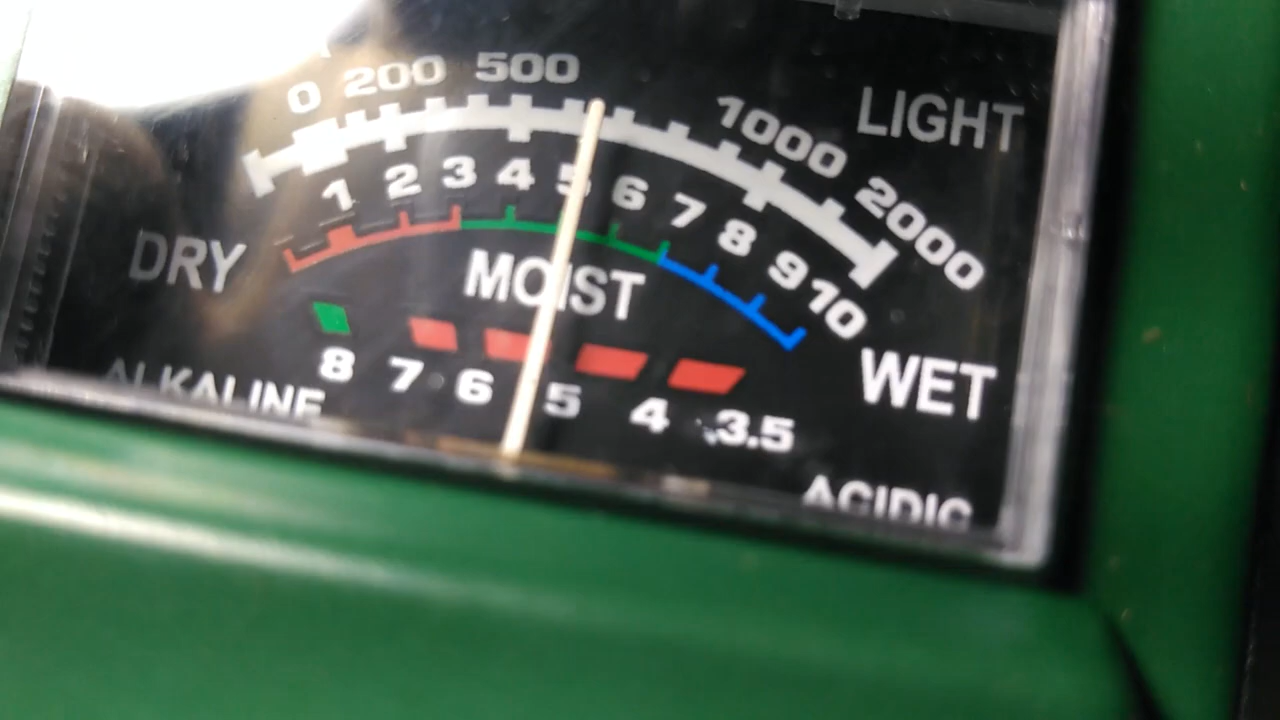 0 200 500 1000 2000
LIGHT
1 2 3 4 5 6 7 8 9 10
DRY MOIST WET
8 7 6 5 4 3.5
ALKALINE ACIDIC